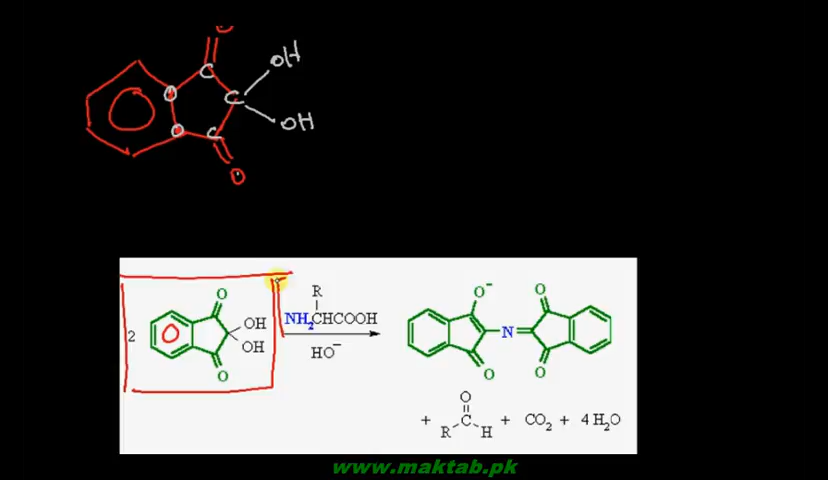 O
C
OH
C
C
OH
O
O R O⁻ O
2 OH NH₂CHCOOH N
OH HO⁻
O O O
+ R-C(=O)-H + CO₂ + 4 H₂O
www.maktab.pk